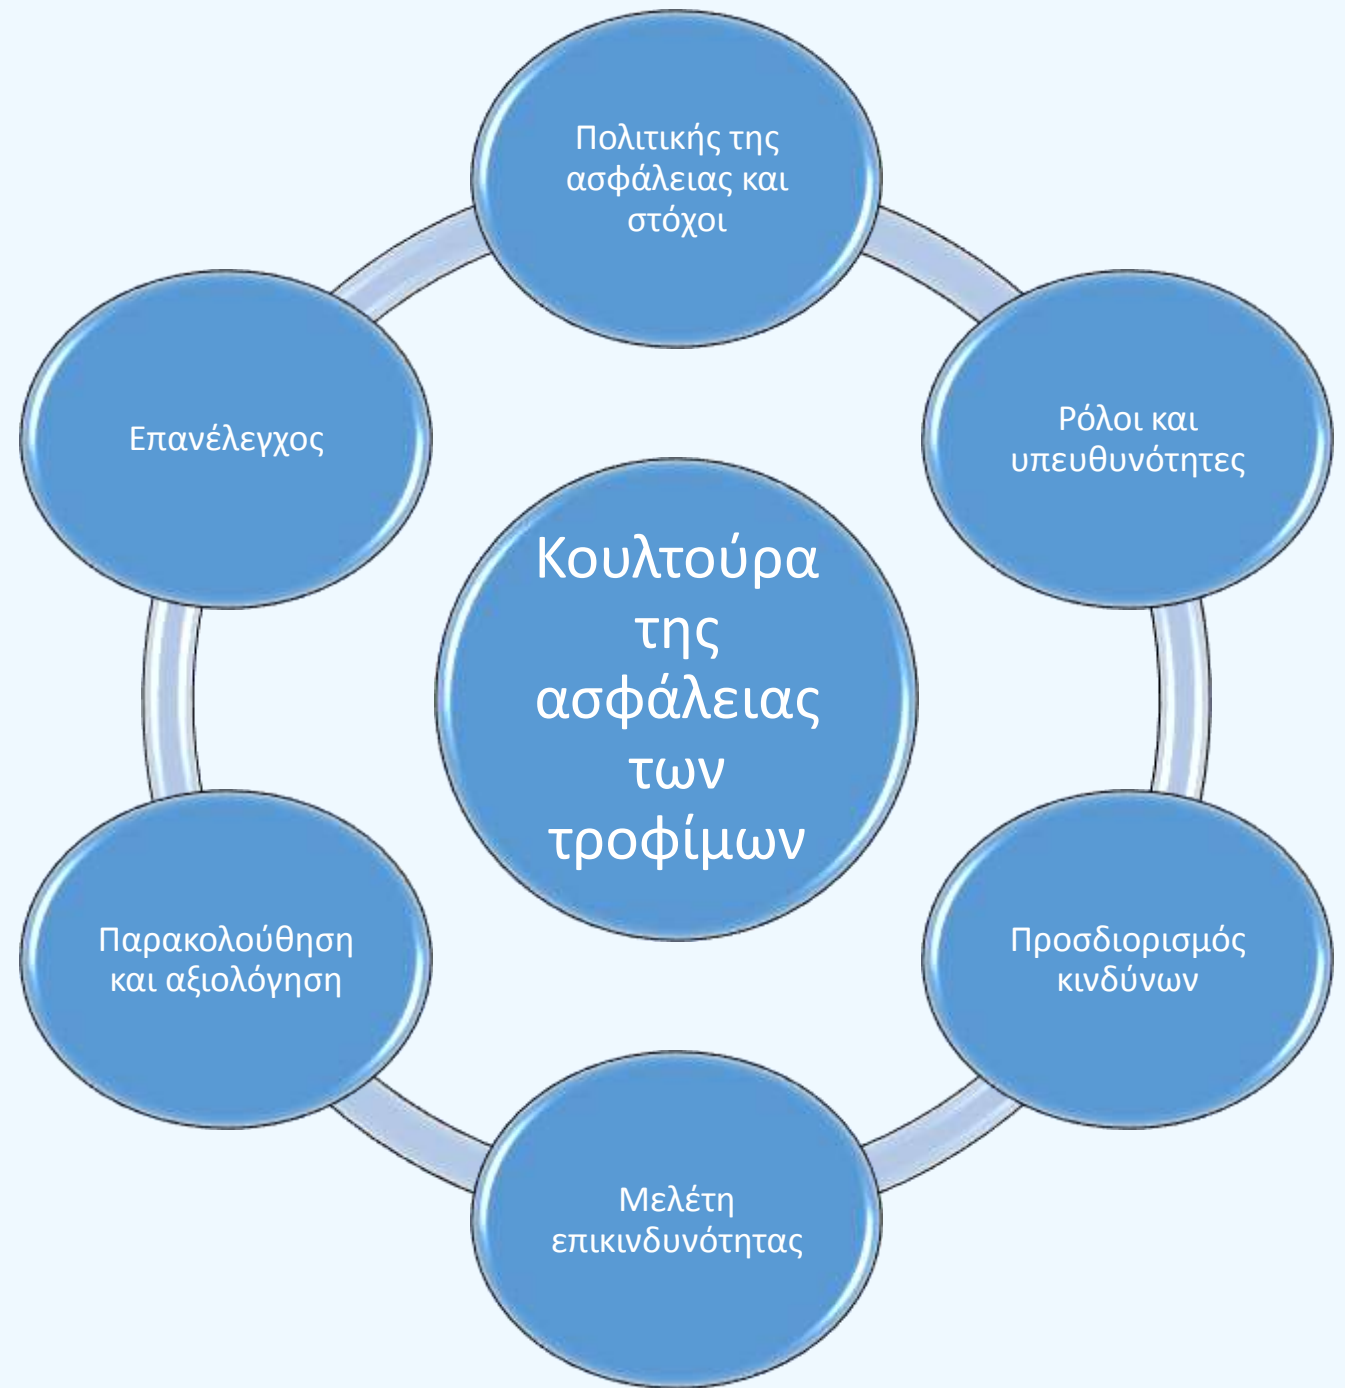 Πολιτικής της
ασφάλειας και
στόχοι
Ρόλοι και
υπευθυνότητες
Προσδιορισμός
κινδύνων
Μελέτη
επικινδυνότητας
Παρακολούθηση
και αξιολόγηση
Επανέλεγχος
Κουλτούρα
της
ασφάλειας
των
τροφίμων